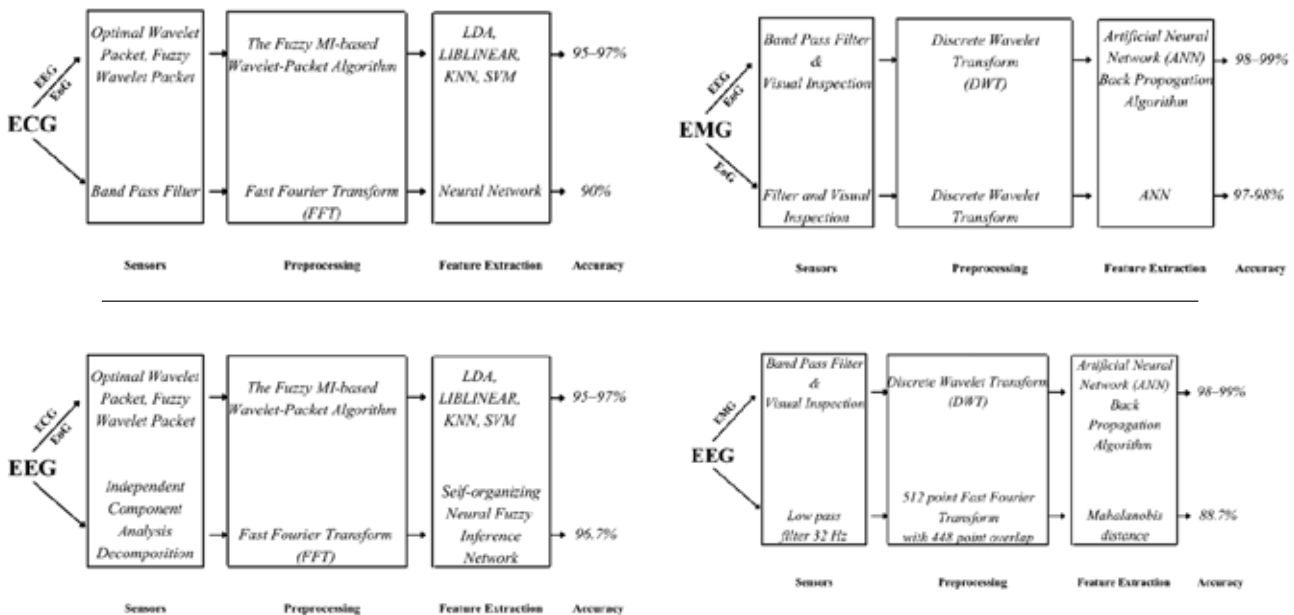 Optimal Wavelet
Packet, Fuzzy
Wavelet Packet
The Fuzzy MI-based
Wavelet-Packet Algorithm
LDA,
LIBLINEAR,
KNN, SVM
95–97%
EEG
EoG
ECG
Band Pass Filter
Fast Fourier Transform
(FFT)
Neural Network
90%
Sensors
Preprocessing
Feature Extraction
Accuracy
Band Pass Filter
&
Visual Inspection
Discrete Wavelet
Transform
(DWT)
Artificial Neural
Network (ANN)
Back Propogation
Algorithm
98–99%
EEG
EoG
EMG
EoG
Filter and Visual
Inspection
Discrete Wavelet
Transform
ANN
97-98%
Sensors
Preprocessing
Feature Extraction
Accuracy
Optimal Wavelet
Packet, Fuzzy
Wavelet Packet
The Fuzzy MI-based
Wavelet-Packet Algorithm
LDA,
LIBLINEAR,
KNN, SVM
95–97%
ECG
EoG
EEG
Independent
Component
Analysis
Decomposition
Fast Fourier Transform
(FFT)
Self-organizing
Neural Fuzzy
Inference
Network
96.7%
Sensors
Preprocessing
Feature Extraction
Accuracy
Band Pass Filter
&
Visual Inspection
Discrete Wavelet Transform
(DWT)
Artificial Neural
Network (ANN)
Back
Propagation
Algorithm
98–99%
EMG
EEG
Low pass
filter 32 Hz
512 point Fast Fourier
Transform
with 448 point overlap
Mahalanobis
distance
88.7%
Sensors
Preprocessing
Feature Extraction
Accuracy